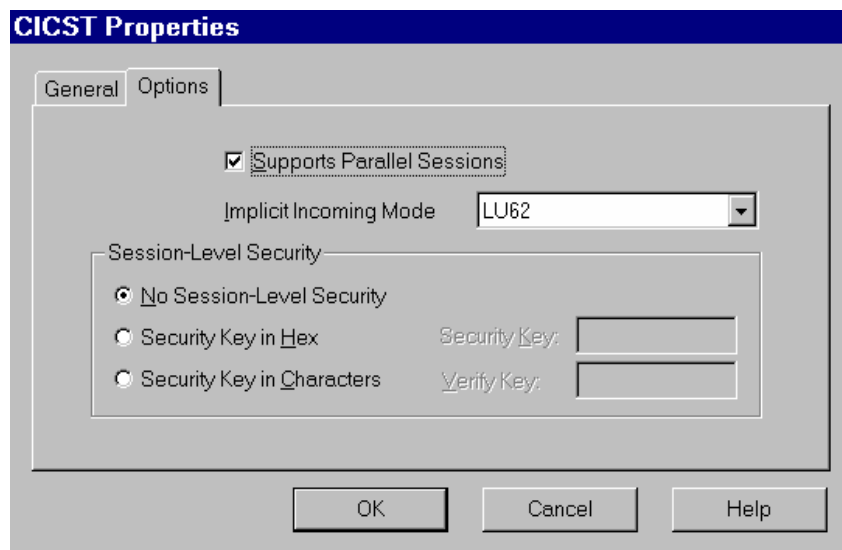 CICST Properties
General Options
Supports Parallel Sessions
Implicit Incoming Mode LU62
Session-Level Security
No Session-Level Security
Security Key in Hex Security Key:
Security Key in Characters Verify Key:
OK Cancel Help